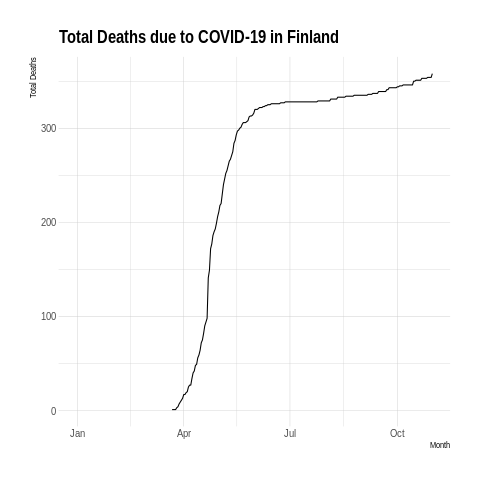 Total Deaths due to COVID-19 in Finland
Total Deaths
300
200
100
0
Jan Apr Jul Oct
Month